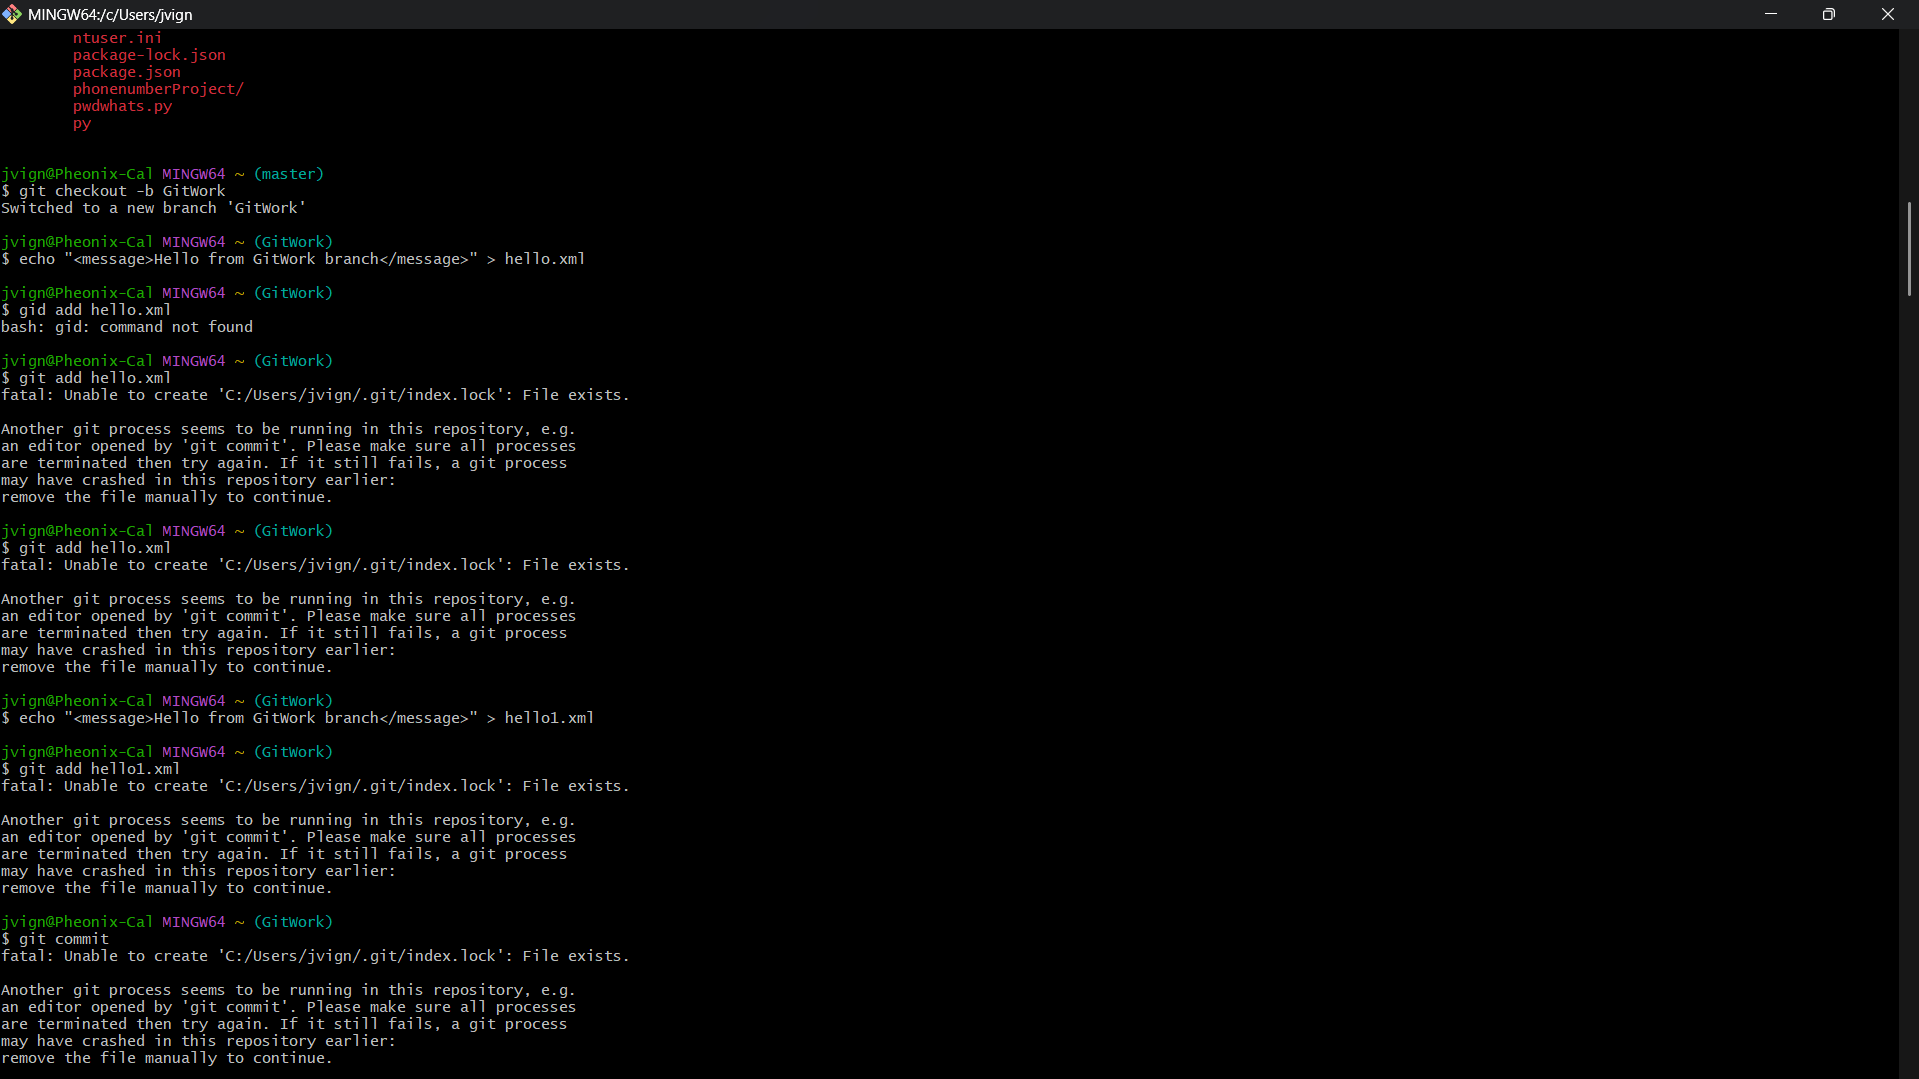 MINGW64:/c/Users/jvign
ntuser.ini
package-lock.json
package.json
phonenumberProject/
pwdwhats.py
py
jvign@Pheonix-Cal MINGW64 ~ (master)
$ git checkout -b GitWork
Switched to a new branch 'GitWork'
jvign@Pheonix-Cal MINGW64 ~ (GitWork)
$ echo "<message>Hello from GitWork branch</message>" > hello.xml
jvign@Pheonix-Cal MINGW64 ~ (GitWork)
$ gid add hello.xml
bash: gid: command not found
jvign@Pheonix-Cal MINGW64 ~ (GitWork)
$ git add hello.xml
fatal: Unable to create 'C:/Users/jvign/.git/index.lock': File exists.
Another git process seems to be running in this repository, e.g.
an editor opened by 'git commit'. Please make sure all processes
are terminated then try again. If it still fails, a git process
may have crashed in this repository earlier:
remove the file manually to continue.
jvign@Pheonix-Cal MINGW64 ~ (GitWork)
$ git add hello.xml
fatal: Unable to create 'C:/Users/jvign/.git/index.lock': File exists.
Another git process seems to be running in this repository, e.g.
an editor opened by 'git commit'. Please make sure all processes
are terminated then try again. If it still fails, a git process
may have crashed in this repository earlier:
remove the file manually to continue.
jvign@Pheonix-Cal MINGW64 ~ (GitWork)
$ echo "<message>Hello from GitWork branch</message>" > hello1.xml
jvign@Pheonix-Cal MINGW64 ~ (GitWork)
$ git add hello1.xml
fatal: Unable to create 'C:/Users/jvign/.git/index.lock': File exists.
Another git process seems to be running in this repository, e.g.
an editor opened by 'git commit'. Please make sure all processes
are terminated then try again. If it still fails, a git process
may have crashed in this repository earlier:
remove the file manually to continue.
jvign@Pheonix-Cal MINGW64 ~ (GitWork)
$ git commit
fatal: Unable to create 'C:/Users/jvign/.git/index.lock': File exists.
Another git process seems to be running in this repository, e.g.
an editor opened by 'git commit'. Please make sure all processes
are terminated then try again. If it still fails, a git process
may have crashed in this repository earlier:
remove the file manually to continue.